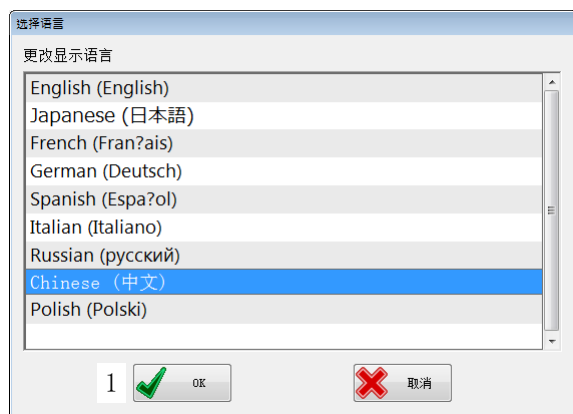 选择语言
更改显示语言
English (English)
Japanese (日本語)
French (Fran?ais)
German (Deutsch)
Spanish (Espa?ol)
Italian (Italiano)
Russian (русский)
Chinese (中文)
Polish (Polski)
1 OK 取消